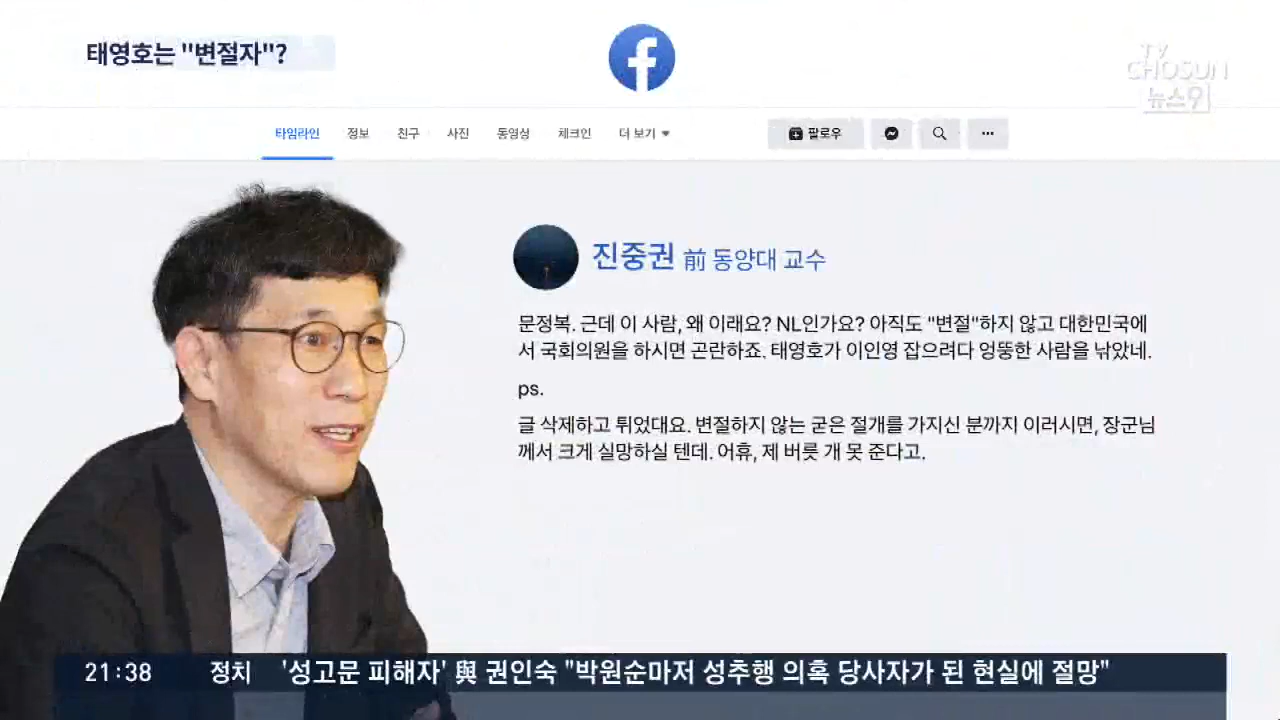 태영호는 "변절자"?
TV
CHOSUN
뉴스9
타임라인 정보 친구 사진 동영상 체크인 더 보기 팔로우
진중권 前 동양대 교수
문정복. 근데 이 사람, 왜 이래요? NL인가요? 아직도 "변절"하지 않고 대한민국에
서 국회의원을 하시면 곤란하죠. 태영호가 이인영 잡으려다 엉뚱한 사람을 낚았네.
ps.
글 삭제하고 튀었대요. 변절하지 않는 굳은 절개를 가지신 분까지 이러시면, 장군님
께서 크게 실망하실 텐데. 어휴, 제 버릇 개 못 준다고.
21:38 정치 '성고문 피해자' 與 권인숙 "박원순마저 성추행 의혹 당사자가 된 현실에 절망"